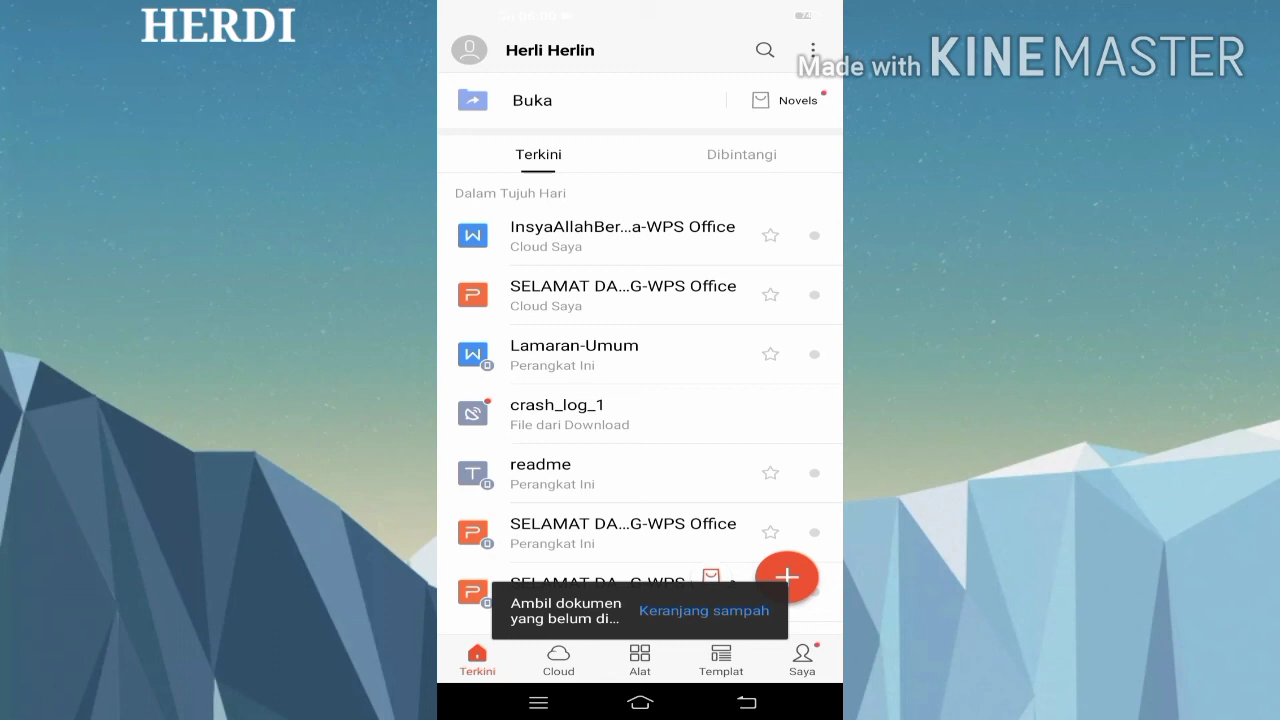 HERDI
Made with KINEMASTER
Herli Herlin
Buka
Novels
Terkini
Dibintangi
Dalam Tujuh Hari
InsyaAllahBer...a-WPS Office
Cloud Saya
SELAMAT DA...G-WPS Office
Cloud Saya
Lamaran-Umum
Perangkat Ini
crash_log_1
File dari Download
readme
Perangkat Ini
SELAMAT DA...G-WPS Office
Perangkat Ini
Ambil dokumen
yang belum di...
Keranjang sampah
Terkini
Cloud
Alat
Templat
Saya